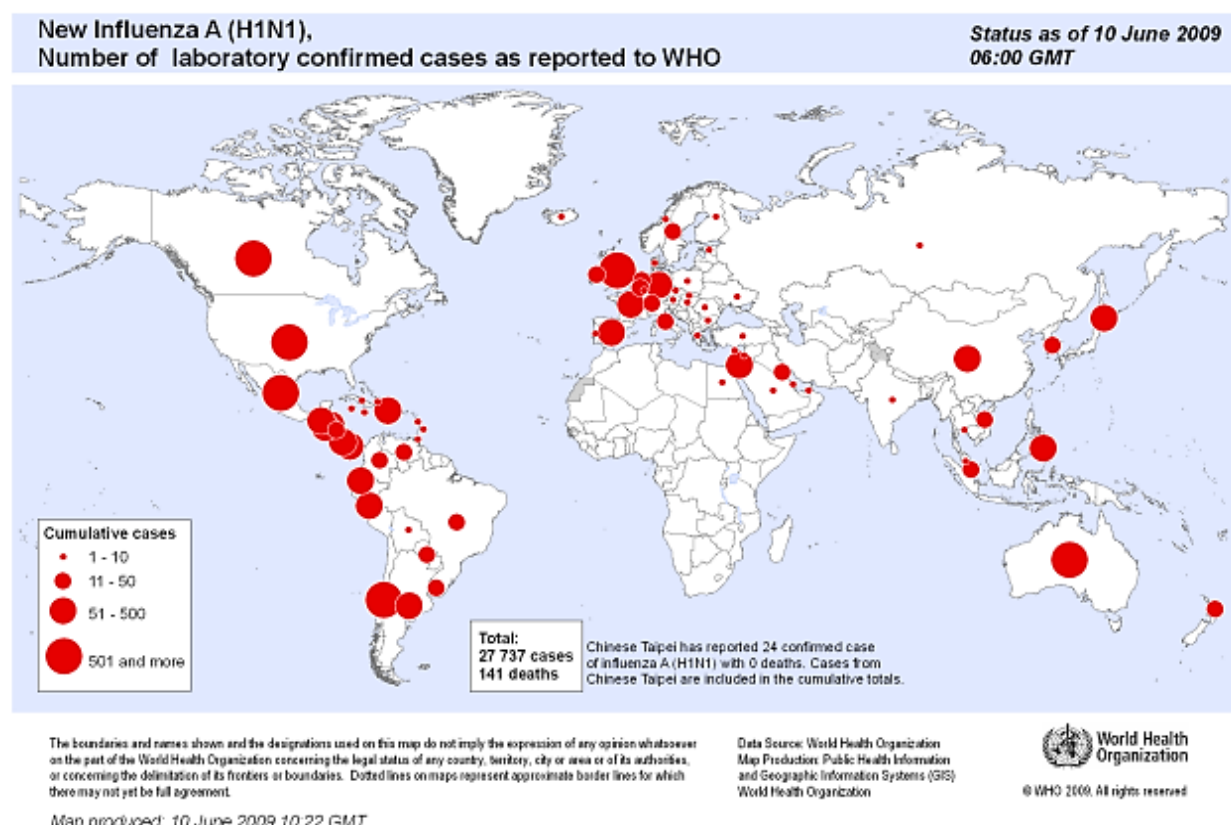 New Influenza A (H1N1),
Number of laboratory confirmed cases as reported to WHO
Status as of 10 June 2009
06:00 GMT
Cumulative cases
1 - 10
11 - 50
51 - 500
501 and more
Total:
27 737 cases
141 deaths
Chinese Taipei has reported 24 confirmed case
of influenza A (H1N1) with 0 deaths. Cases from
Chinese Taipei are included in the cumulative totals.
The boundaries and names shown and the designations used on this map do not imply the expression of any opinion whatsoever
on the part of the World Health Organization concerning the legal status of any country, territory, city or area or of its authorities,
or concerning the delimitation of its frontiers or boundaries. Dotted lines on maps represent approximate border lines for which
there may not yet be full agreement.
Data Source: World Health Organization
Map Production: Public Health Information
and Geographic Information Systems (GIS)
World Health Organization
World Health
Organization
© WHO 2009. All rights reserved
Map produced: 10 June 2009 10:22 GMT